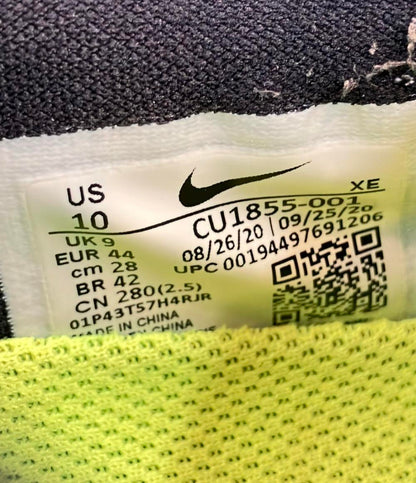 US
10
UK 9
EUR 44
cm 28
BR 42
CN 280(2.5)
01P43T57H4RJR
MADE IN CHINA
XE
CU1855-001
08/26/20 | 09/25/20
UPC 00194497691206